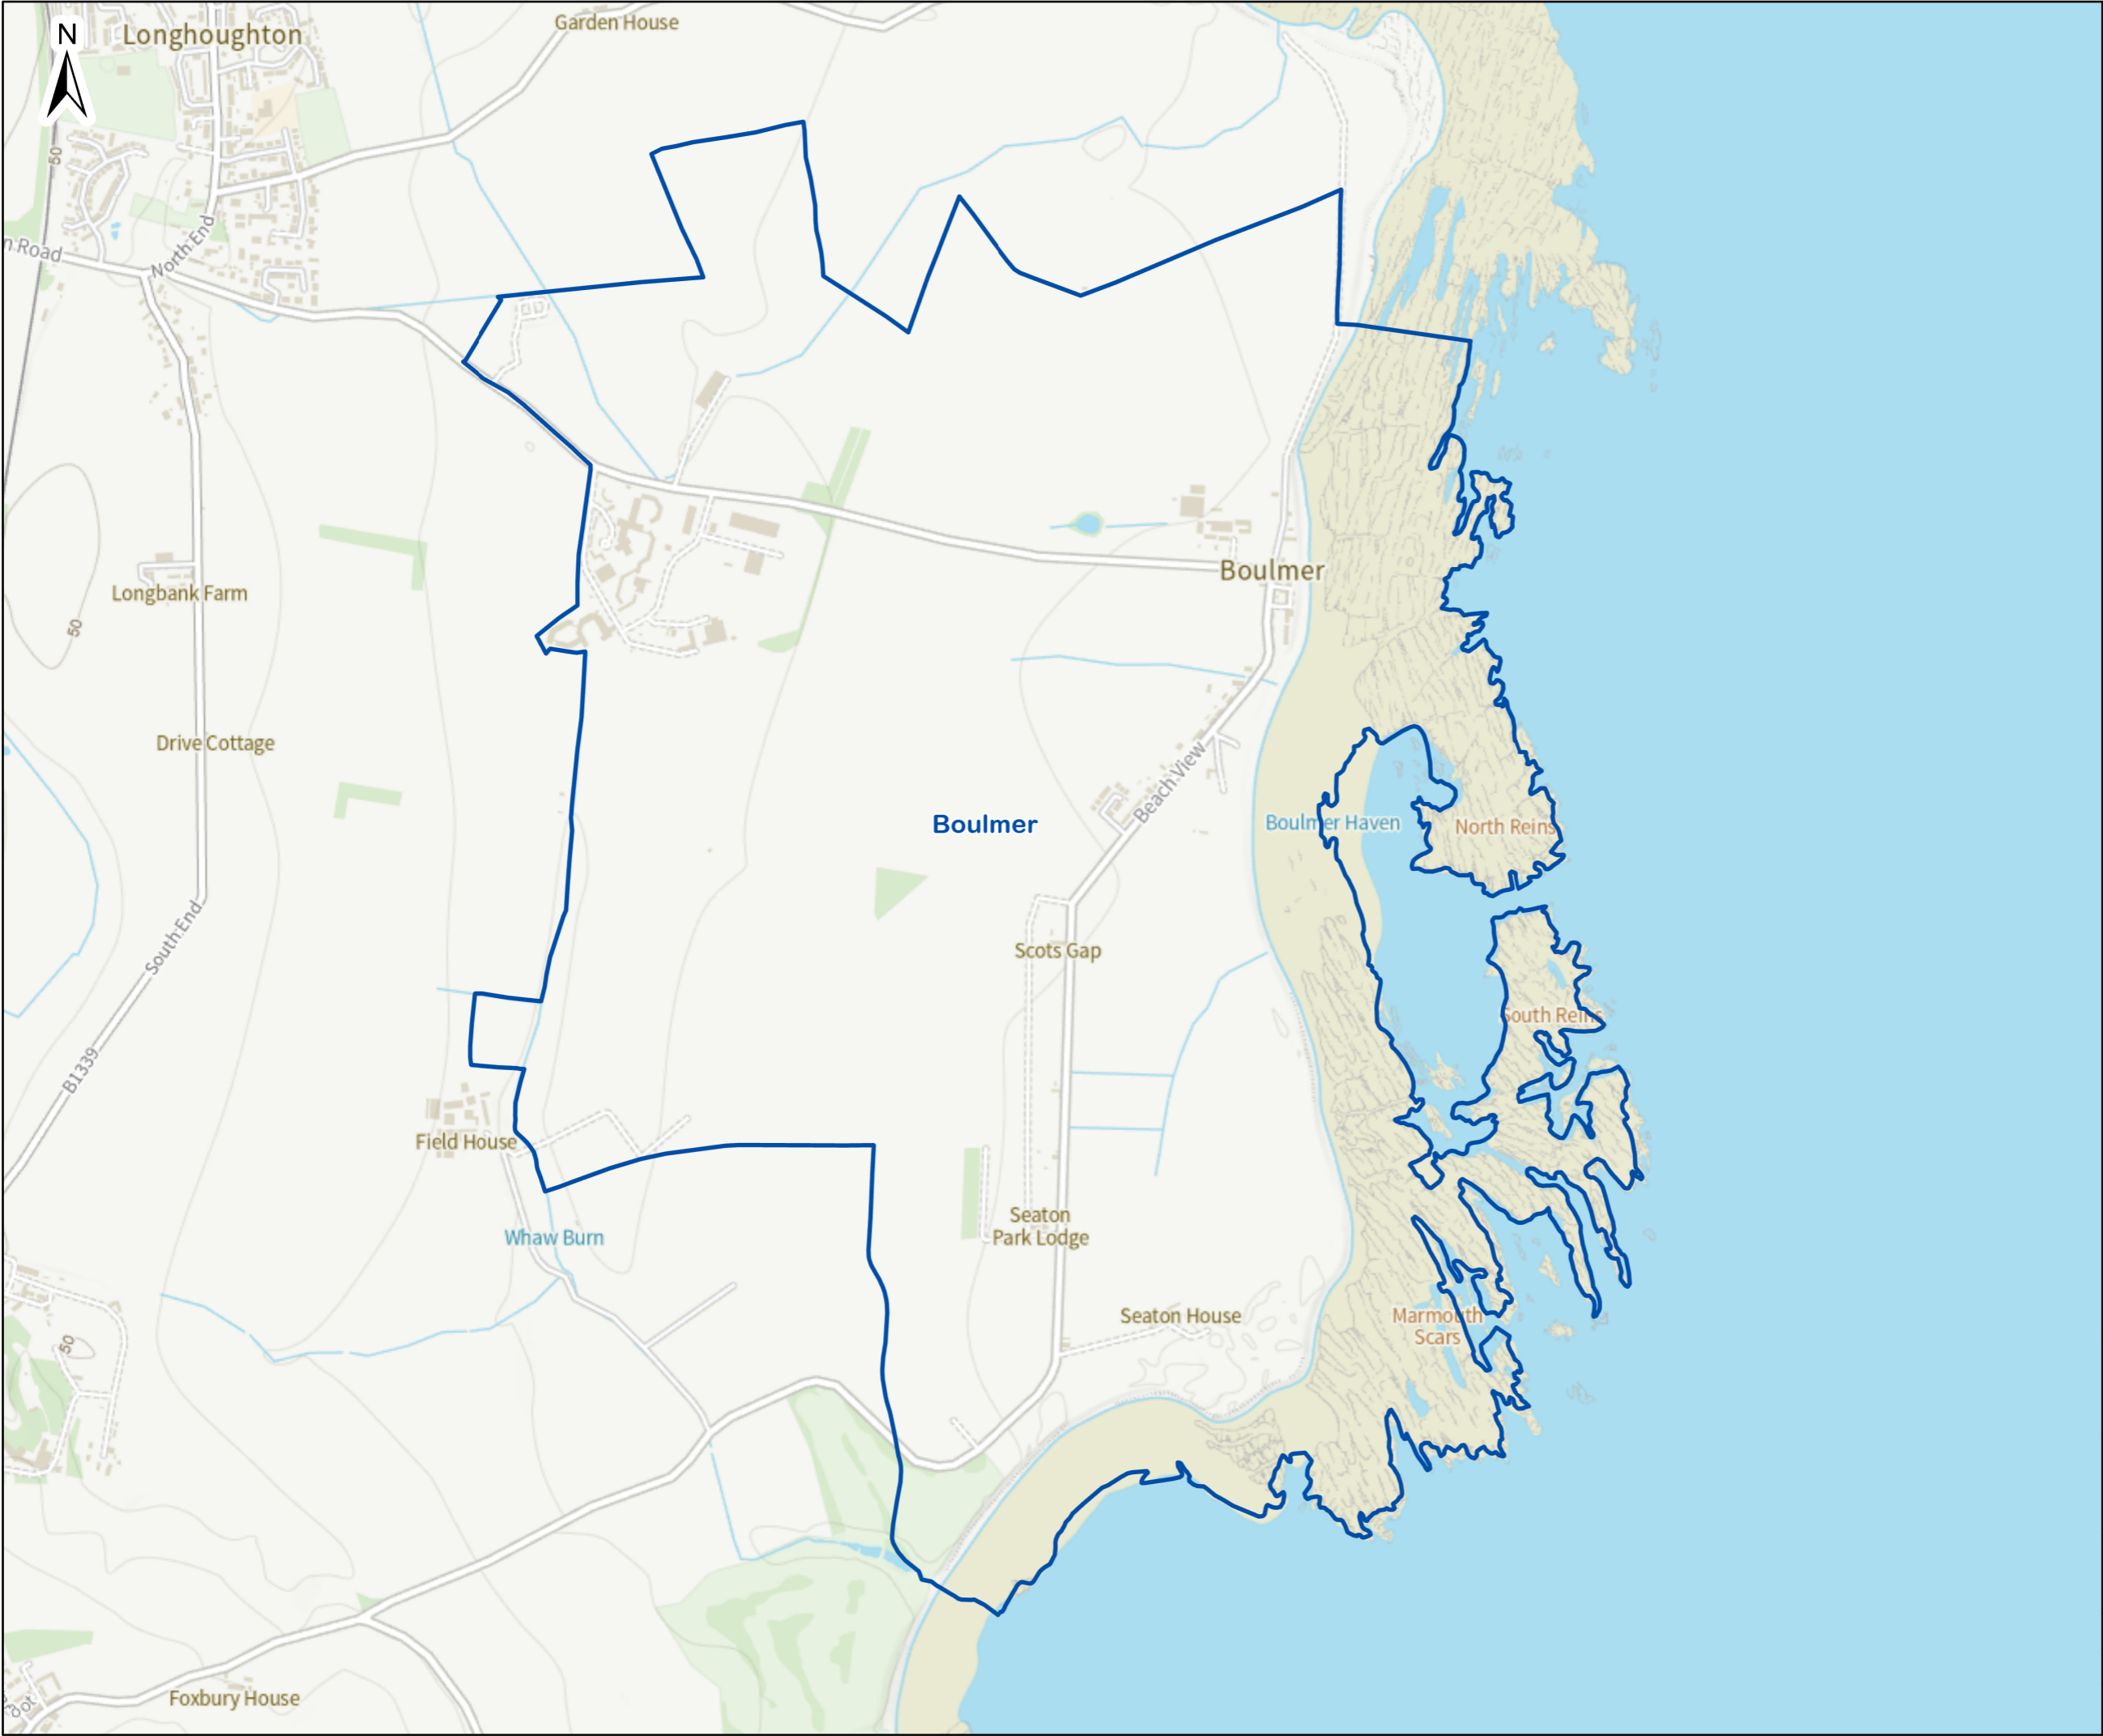 Garden House
Longhoughton
N
50
n Road
North End
Longbank Farm
50
Boulmer
Drive Cottage
Beach View
Boulmer
Boulmer Haven
North Reins
South End
Scots Gap
South Reins
B1339
Field House
Seaton
Park Lodge
Whaw Burn
Seaton House
Marmouth
Scars
50
Foxbury House